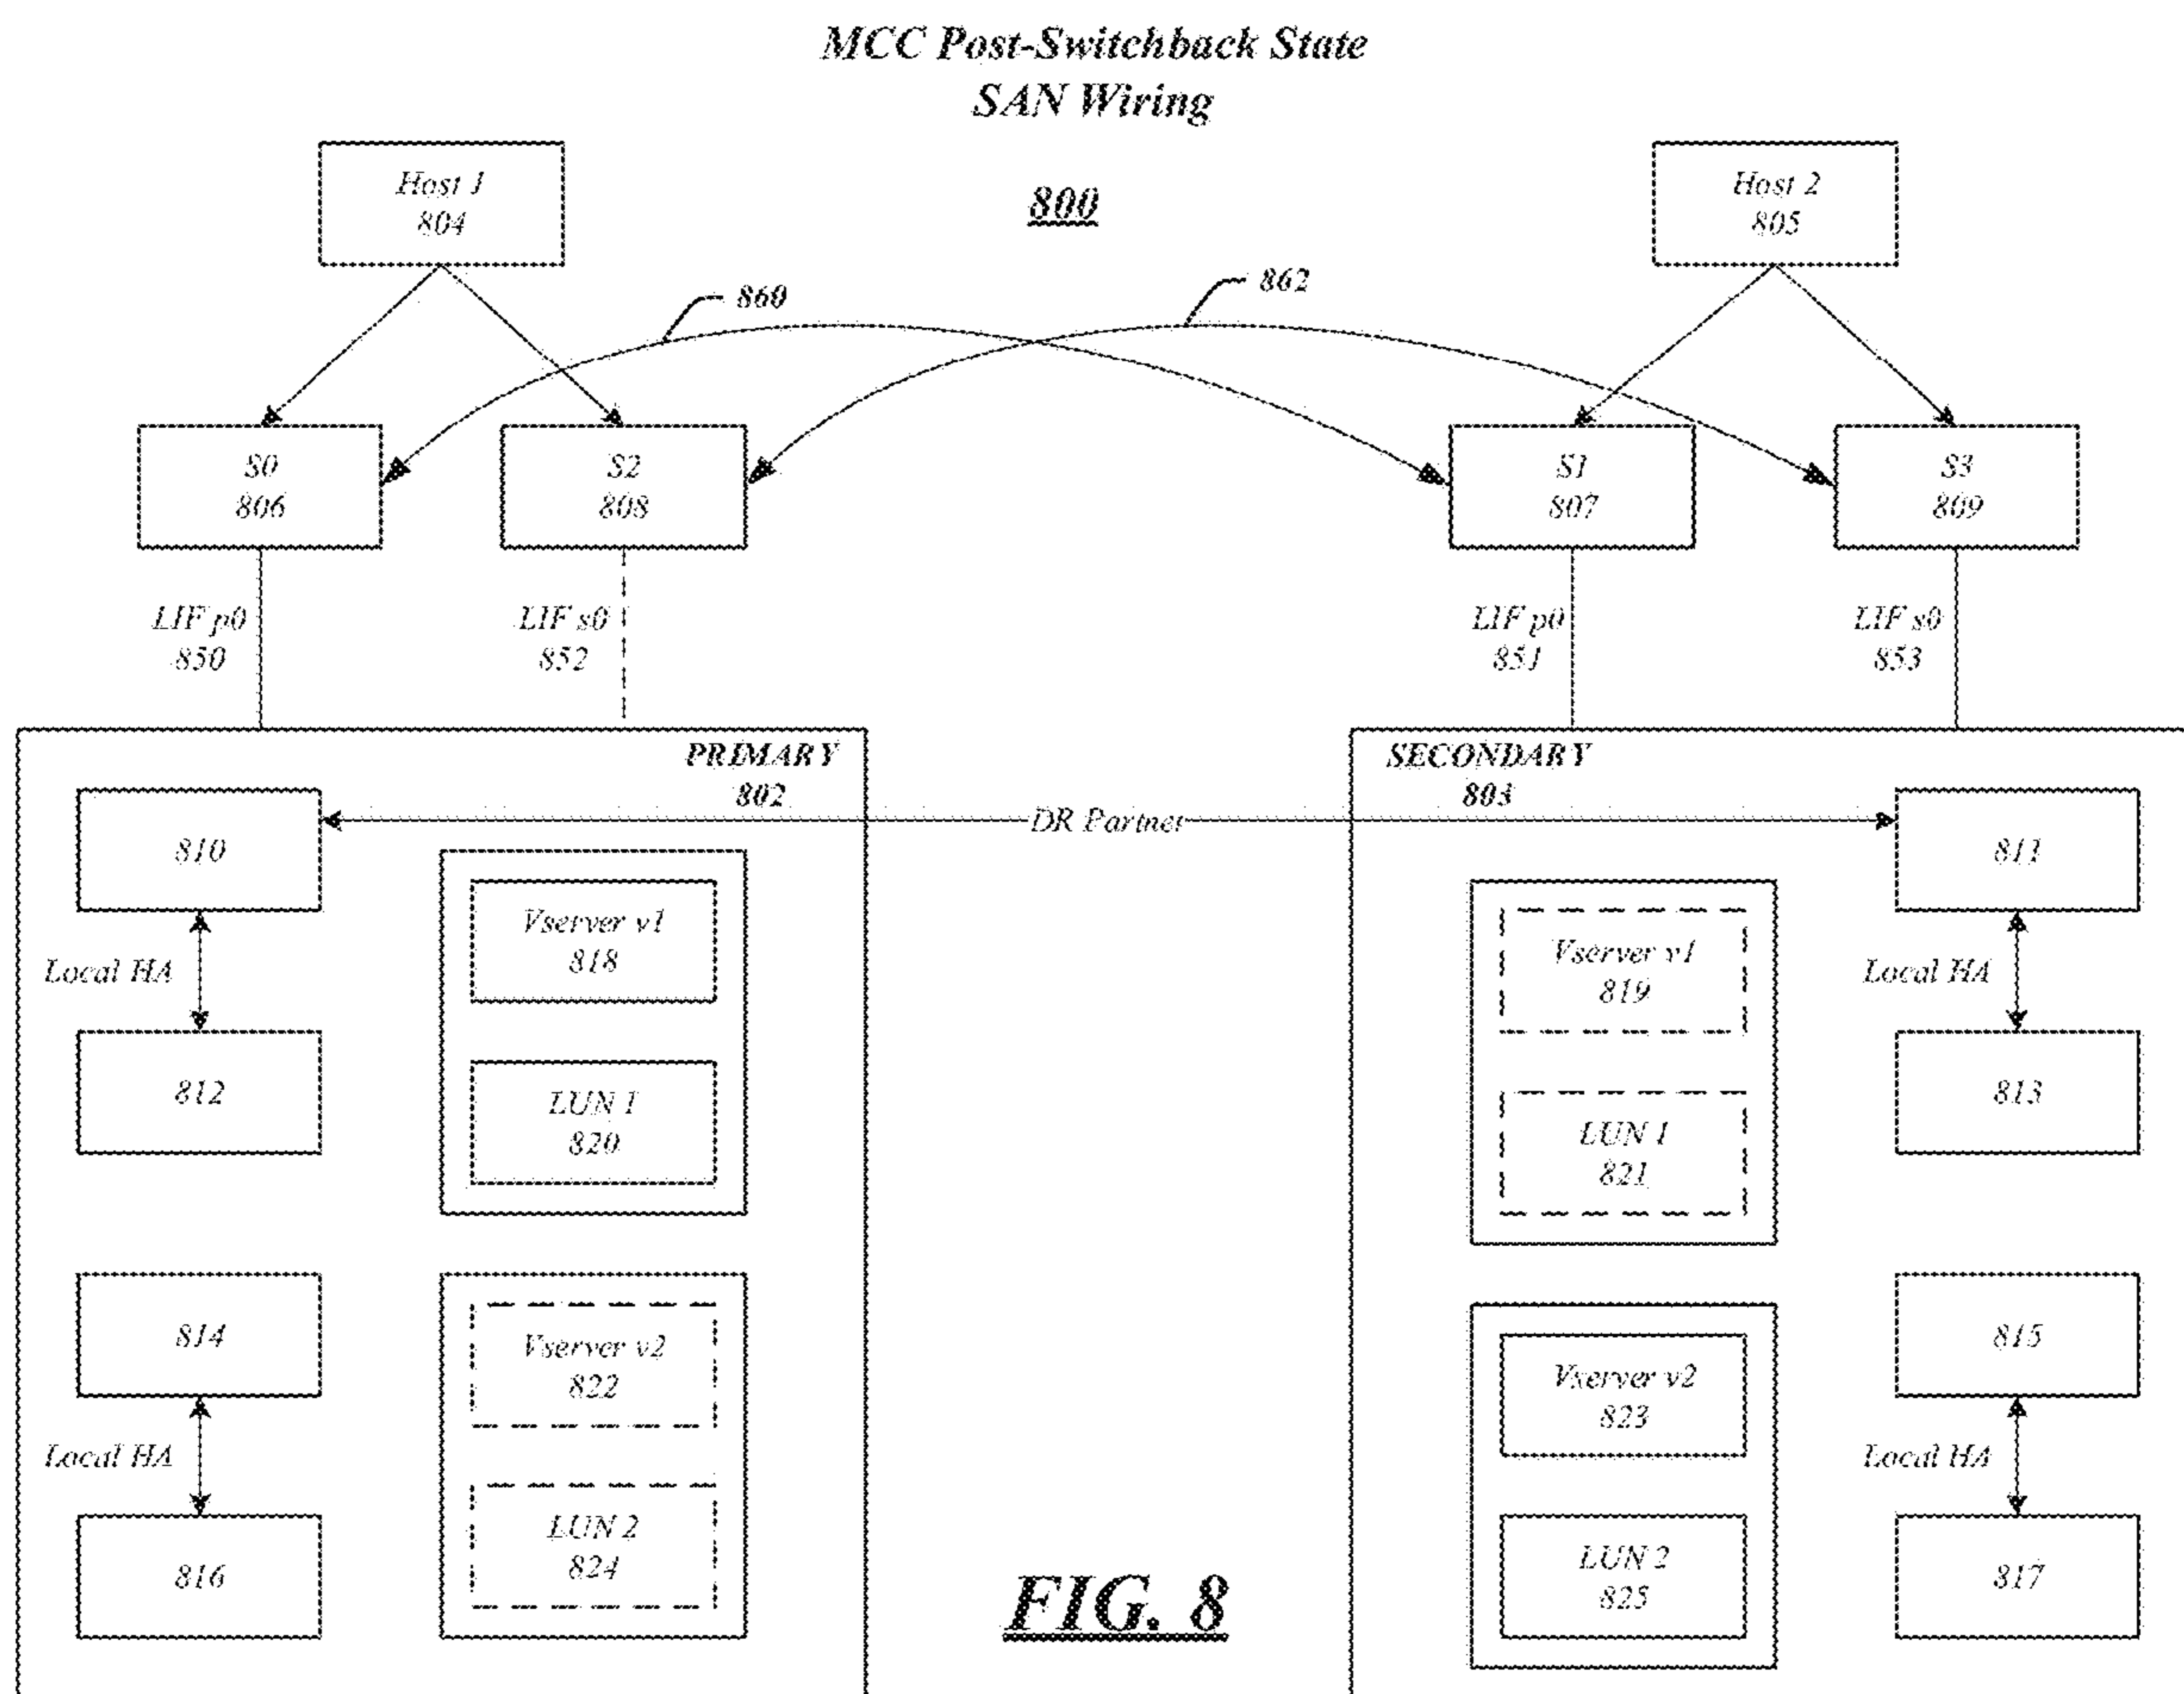 MCC Post-Switchback State
SAN Wiring
800
Host 1
804
Host 2
805
860
862
S0
806
S2
808
S1
807
S3
809
LIF p0
850
LIF s0
852
LIF p0
851
LIF s0
853
PRIMARY
802
SECONDARY
803
DR Partner
810
811
Vserver v1
818
Vserver v1
819
Local HA
Local HA
812
813
LUN 1
820
LUN 1
821
814
815
Vserver v2
822
Vserver v2
823
Local HA
Local HA
816
817
LUN 2
824
LUN 2
825
FIG. 8